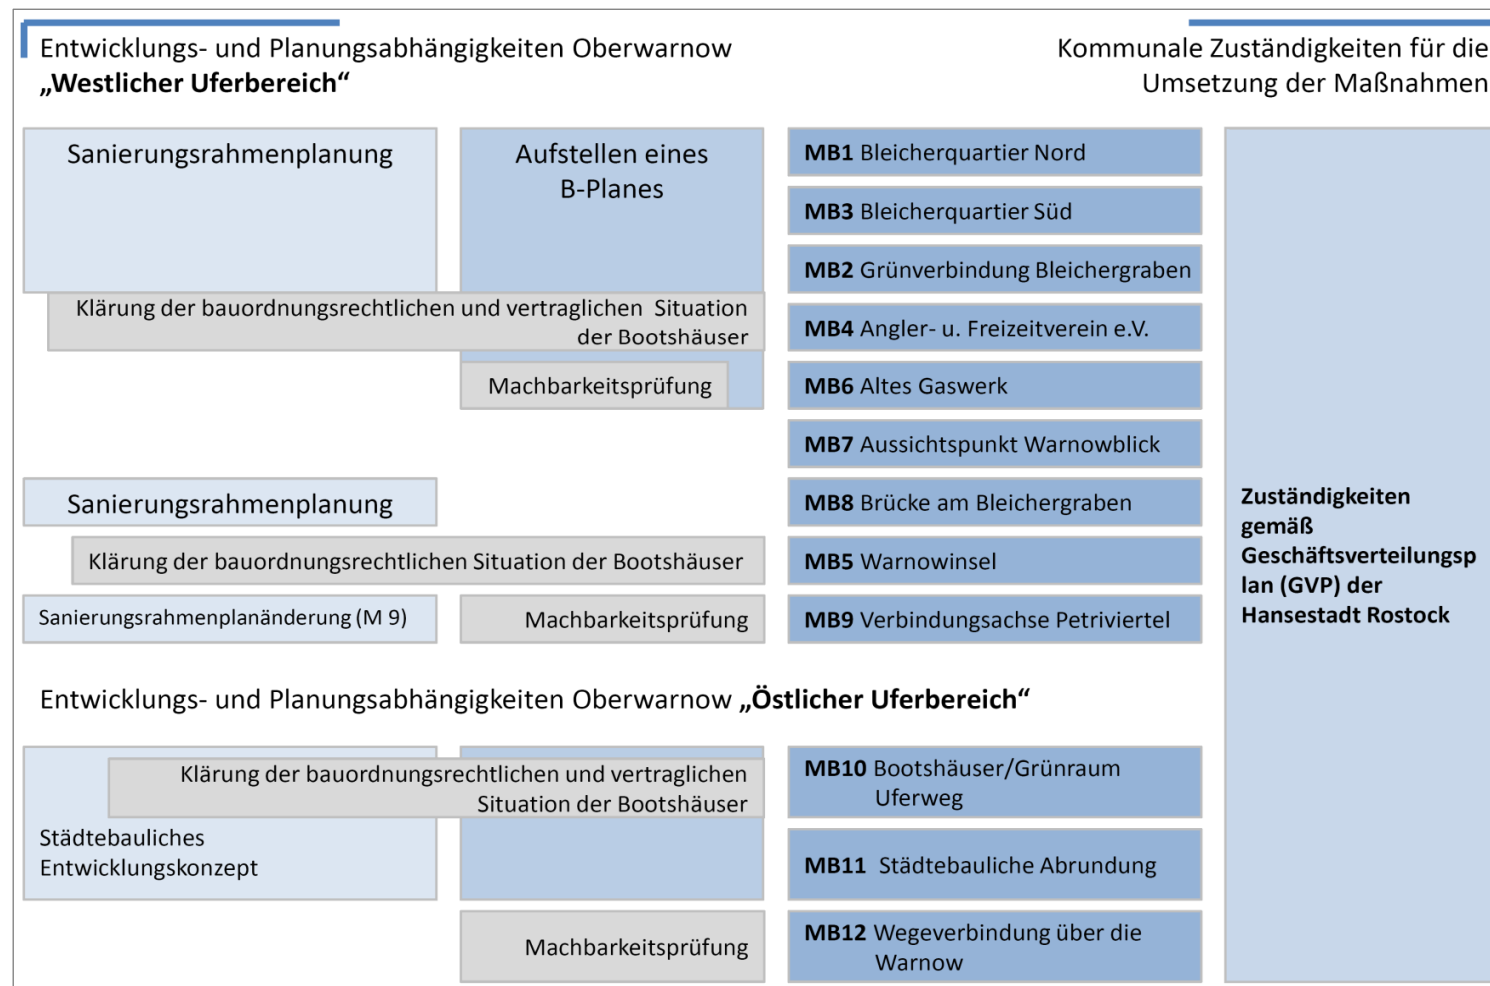 Entwicklungs- und Planungsabhängigkeiten Oberwarnow
„Westlicher Uferbereich“
Kommunale Zuständigkeiten für die
Umsetzung der Maßnahmen
Sanierungsrahmenplanung
Aufstellen eines
B-Planes
MB1 Bleicherquartier Nord
MB3 Bleicherquartier Süd
MB2 Grünverbindung Bleichergraben
Klärung der bauordnungsrechtlichen und vertraglichen Situation
der Bootshäuser
MB4 Angler- u. Freizeitverein e.V.
Machbarkeitsprüfung
MB6 Altes Gaswerk
MB7 Aussichtspunkt Warnowblick
Sanierungsrahmenplanung
MB8 Brücke am Bleichergraben
Klärung der bauordnungsrechtlichen Situation der Bootshäuser
MB5 Warnowinsel
Sanierungsrahmenplanänderung (M 9)
Machbarkeitsprüfung
MB9 Verbindungsachse Petriviertel
Zuständigkeiten
gemäß
Geschäftsverteilungsp
lan (GVP) der
Hansestadt Rostock
Entwicklungs- und Planungsabhängigkeiten Oberwarnow „Östlicher Uferbereich“
Klärung der bauordnungsrechtlichen und vertraglichen
Situation der Bootshäuser
Städtebauliches
Entwicklungskonzept
MB10 Bootshäuser/Grünraum
Uferweg
MB11 Städtebauliche Abrundung
Machbarkeitsprüfung
MB12 Wegeverbindung über die
Warnow